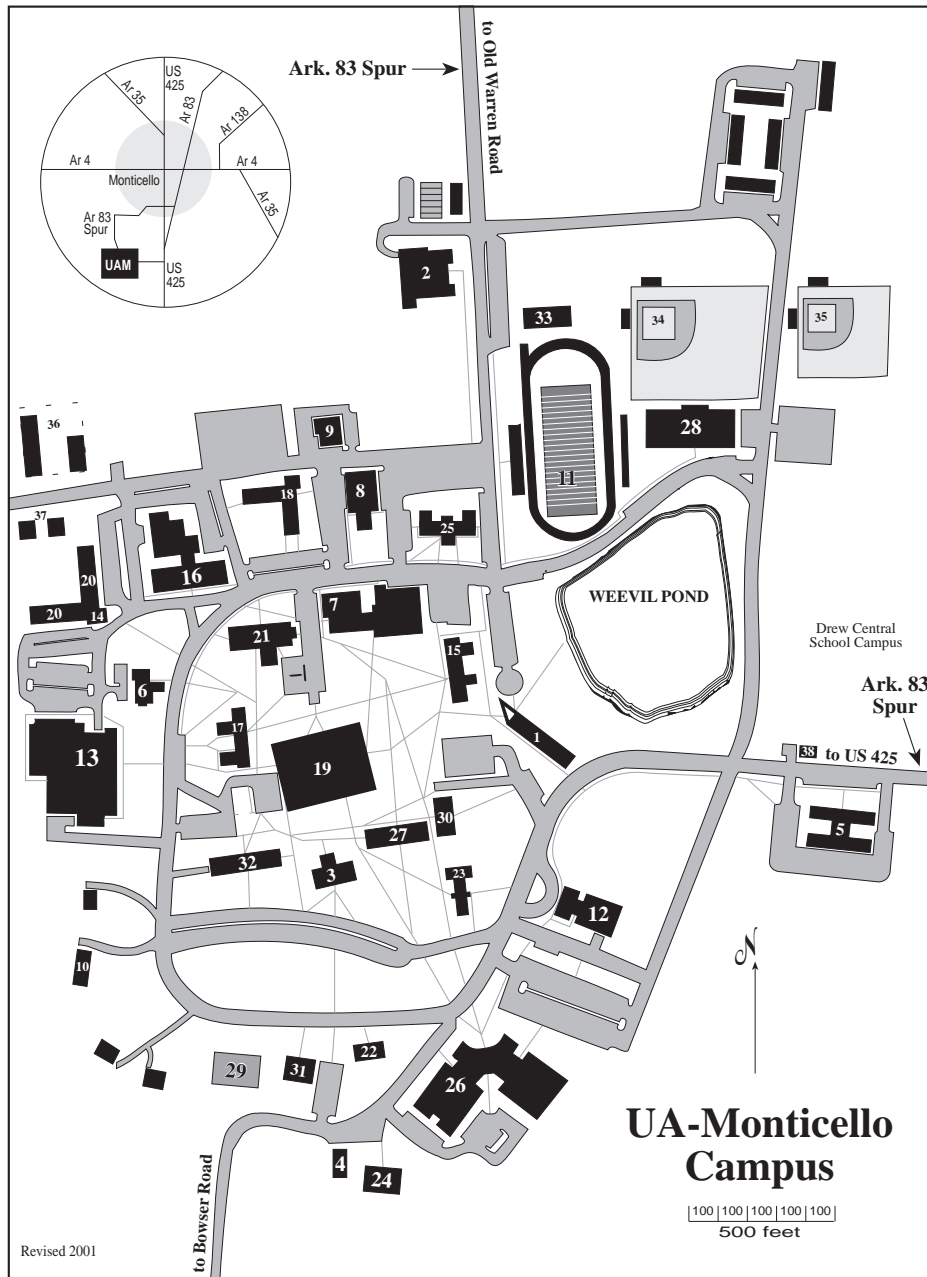 to Old Warren Road
Ark. 83 Spur
US
425
Ar 35
Ar 83
Ar 138
Ar 4
Ar 4
Monticello
Ar 35
Ar 83
Spur
UAM
US
425
2
33
34
35
36
9
28
18
8
11
25
37
16
20
20
14
7
WEEVIL POND
21
15
Drew Central
School Campus
6
Ark. 83
Spur
17
1
13
19
38
to US 425
30
27
5
32
3
23
12
10
N
22
29
31
26
UA-Monticello
Campus
4
24
100 100 100 100 100
500 feet
to Bowser Road
Revised 2001